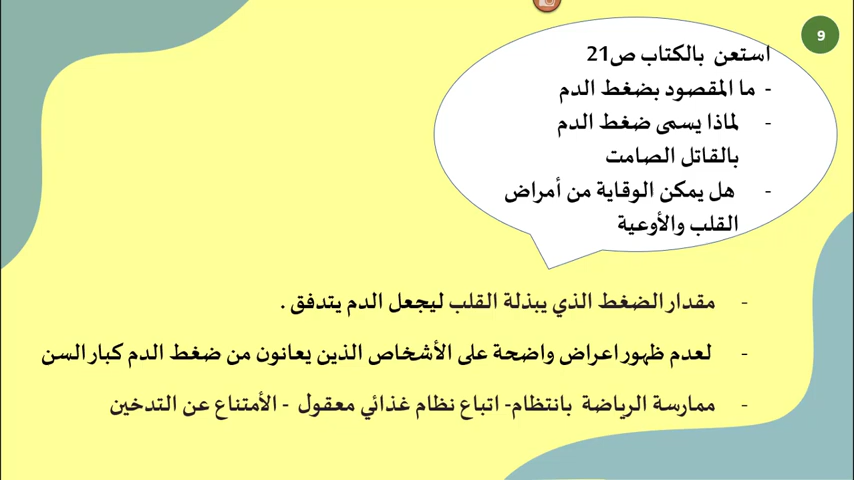 9
استعن بالكتاب ص21
- ما المقصود بضغط الدم
- لماذا يسمى ضغط الدم
بالقاتل الصامت
- هل يمكن الوقاية من أمراض
القلب والأوعية
- مقدار الضغط الذي يبذلة القلب ليجعل الدم يتدفق .
- لعدم ظهور اعراض واضحة على الأشخاص الذين يعانون من ضغط الدم كبار السن
- ممارسة الرياضة بانتظام- اتباع نظام غذائي معقول - الأمتناع عن التدخين